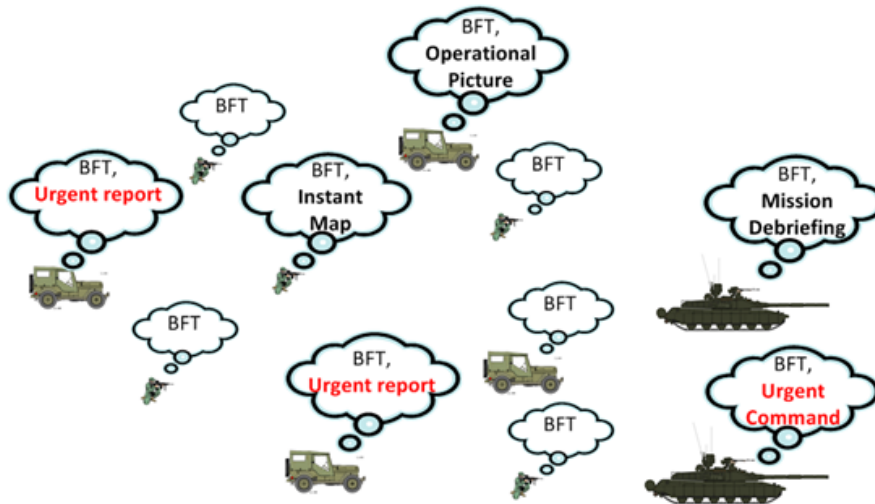 BFT,
Operational
Picture
BFT
BFT,
Urgent report
BFT,
Instant
Map
BFT
BFT,
Mission
Debriefing
BFT
BFT
BFT,
Urgent report
BFT,
Urgent
Command
BFT